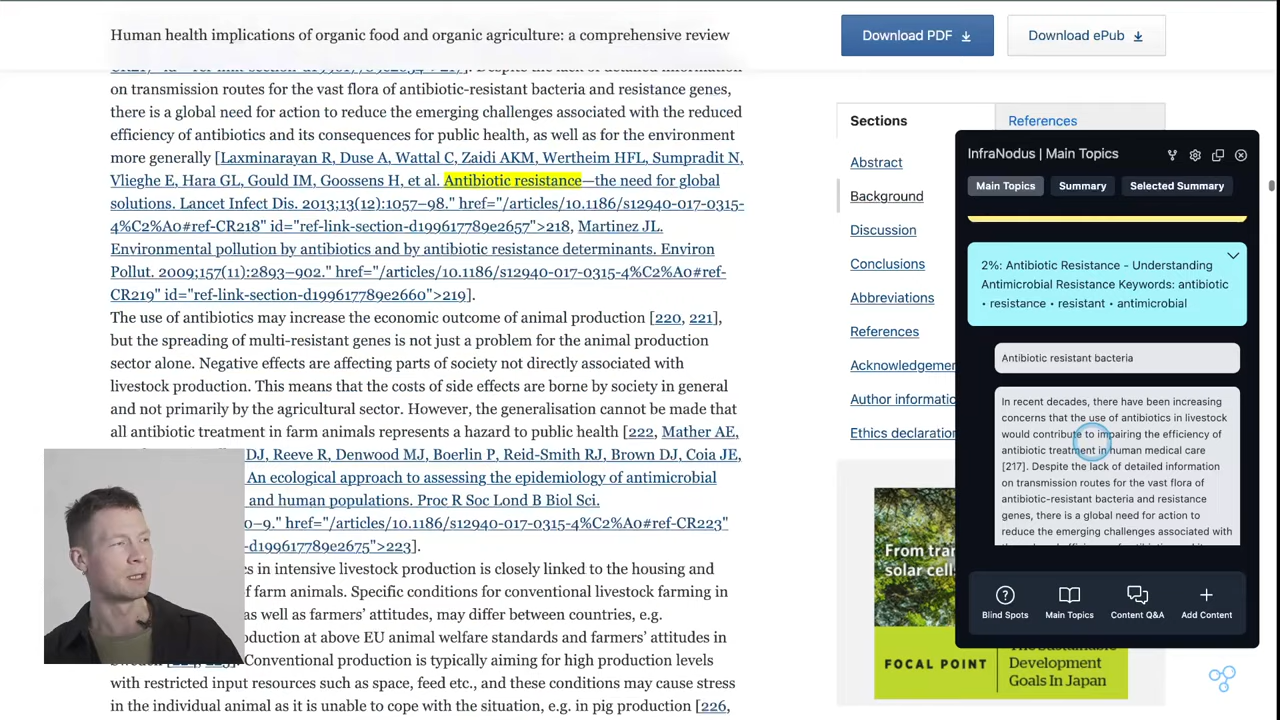 Human health implications of organic food and organic agriculture: a comprehensive review
Download PDF
Download ePub
on transmission routes for the vast flora of antibiotic-resistant bacteria and resistance genes,
there is a global need for action to reduce the emerging challenges associated with the reduced
efficiency of antibiotics and its consequences for public health, as well as for the environment
more generally [Laxminarayan R, Duse A, Wattal C, Zaidi AKM, Wertheim HFL, Sumpradit N,
Vlieghe E, Hara GL, Gould IM, Goossens H, et al. Antibiotic resistance—the need for global
solutions. Lancet Infect Dis. 2013;13(12):1057–98." href="/articles/10.1186/s12940-017-0315-
4%C2%A0#ref-CR218" id="ref-link-section-d199617789e2657">218, Martinez JL.
Environmental pollution by antibiotics and by antibiotic resistance determinants. Environ
Pollut. 2009;157(11):2893–902." href="/articles/10.1186/s12940-017-0315-4%C2%A0#ref-
CR219" id="ref-link-section-d199617789e2660">219].
The use of antibiotics may increase the economic outcome of animal production [220, 221],
but the spreading of multi-resistant genes is not just a problem for the animal production
sector alone. Negative effects are affecting parts of society not directly associated with
livestock production. This means that the costs of side effects are borne by society in general
and not primarily by the agricultural sector. However, the generalisation cannot be made that
all antibiotic treatment in farm animals represents a hazard to public health [222, Mather AE,
DJ, Reeve R, Denwood MJ, Boerlin P, Reid-Smith RJ, Brown DJ, Coia JE,
An ecological approach to assessing the epidemiology of antimicrobial
and human populations. Proc R Soc Lond B Biol Sci.
0–9." href="/articles/10.1186/s12940-017-0315-4%C2%A0#ref-CR223"
-d199617789e2675">223].
s in intensive livestock production is closely linked to the housing and
of farm animals. Specific conditions for conventional livestock farming in
as well as farmers' attitudes, may differ between countries, e.g.
oduction at above EU animal welfare standards and farmers' attitudes in
Conventional production is typically aiming for high production levels
with restricted input resources such as space, feed etc., and these conditions may cause stress
in the individual animal as it is unable to cope with the situation, e.g. in pig production [226,
Sections
References
Abstract
Background
Discussion
Conclusions
Abbreviations
References
Acknowledgemen
Author informatio
Ethics declaration
InfraNodus | Main Topics
Main Topics
Summary
Selected Summary
2%: Antibiotic Resistance - Understanding
Antimicrobial Resistance Keywords: antibiotic
• resistance • resistant • antimicrobial
Antibiotic resistant bacteria
In recent decades, there have been increasing
concerns that the use of antibiotics in livestock
would contribute to impairing the efficiency of
antibiotic treatment in human medical care
[217]. Despite the lack of detailed information
on transmission routes for the vast flora of
antibiotic-resistant bacteria and resistance
genes, there is a global need for action to
reduce the emerging challenges associated with
Blind Spots
Main Topics
Content Q&A
Add Content
From tran
solar cel
FOCAL POINT
The Sustainable
Development
Goals In Japan